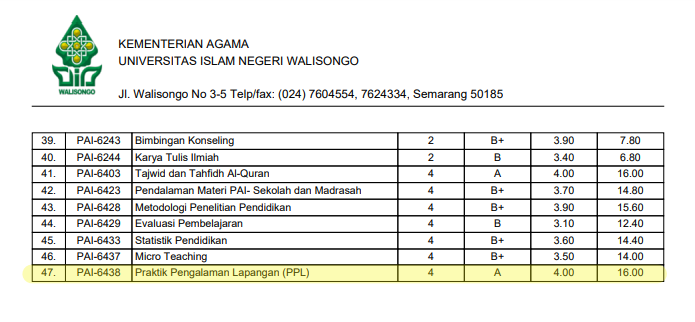 WALISONGO
KEMENTERIAN AGAMA
UNIVERSITAS ISLAM NEGERI WALISONGO
Jl. Walisongo No 3-5 Telp/fax: (024) 7604554, 7624334, Semarang 50185
39. PAI-6243 Bimbingan Konseling 2 B+ 3.90 7.80
40. PAI-6244 Karya Tulis Ilmiah 2 B 3.40 6.80
41. PAI-6403 Tajwid dan Tahfidh Al-Quran 4 A 4.00 16.00
42. PAI-6423 Pendalaman Materi PAI- Sekolah dan Madrasah 4 B+ 3.70 14.80
43. PAI-6428 Metodologi Penelitian Pendidikan 4 B+ 3.90 15.60
44. PAI-6429 Evaluasi Pembelajaran 4 B 3.10 12.40
45. PAI-6433 Statistik Pendidikan 4 B+ 3.60 14.40
46. PAI-6437 Micro Teaching 4 B+ 3.50 14.00
47. PAI-6438 Praktik Pengalaman Lapangan (PPL) 4 A 4.00 16.00